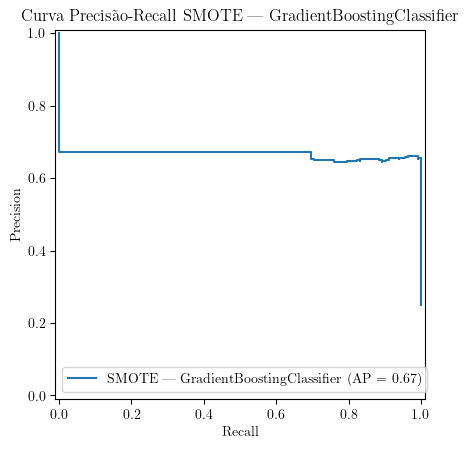 Curva Precisão-Recall SMOTE — GradientBoostingClassifier
1.0
0.8
0.6
0.4
0.2
0.0
Precision
SMOTE — GradientBoostingClassifier (AP = 0.67)
0.0 0.2 0.4 0.6 0.8 1.0
Recall